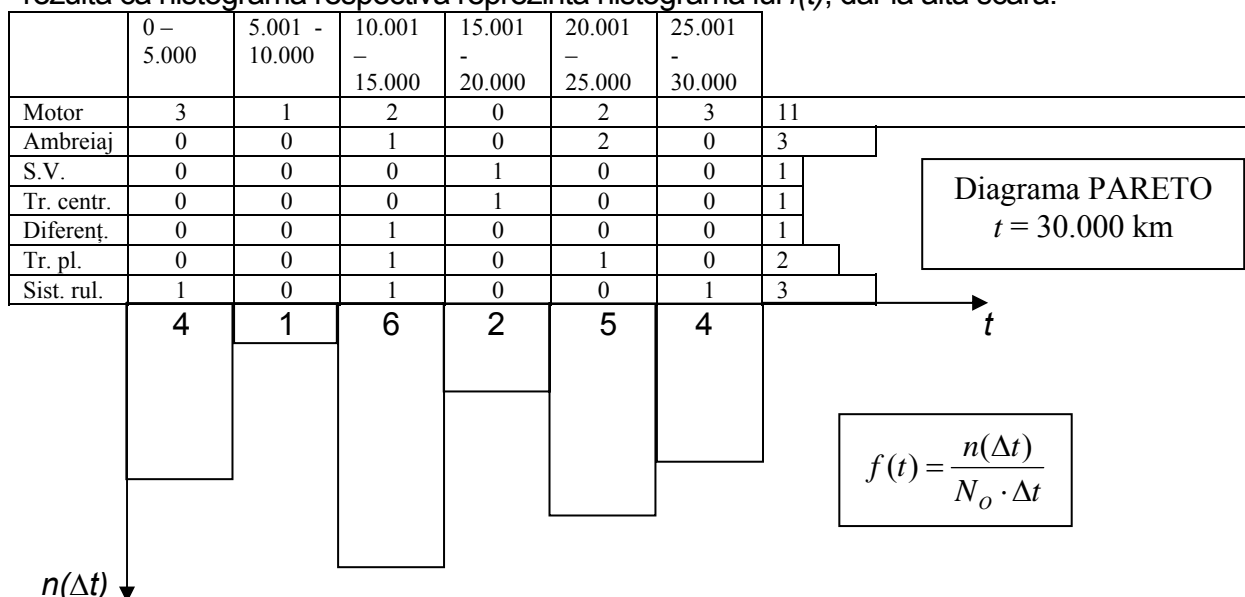 rezultă că histograma respectivă reprezintă histograma lui f(t), dar la altă scară.
0 – 5.001 - 10.001 15.001 20.001 25.001
5.000 10.000 – - – -
15.000 20.000 25.000 30.000
Motor 3 1 2 0 2 3 11
Ambreiaj 0 0 1 0 2 0 3
S.V. 0 0 0 1 0 0 1
Tr. centr. 0 0 0 1 0 0 1
Diferenț. 0 0 1 0 0 0 1
Tr. pl. 0 0 1 0 1 0 2
Sist. rul. 1 0 1 0 0 1 3
Diagrama PARETO
t = 30.000 km
4 1 6 2 5 4 t
f(t) = n(Δt) / (N_O · Δt)
n(Δt)